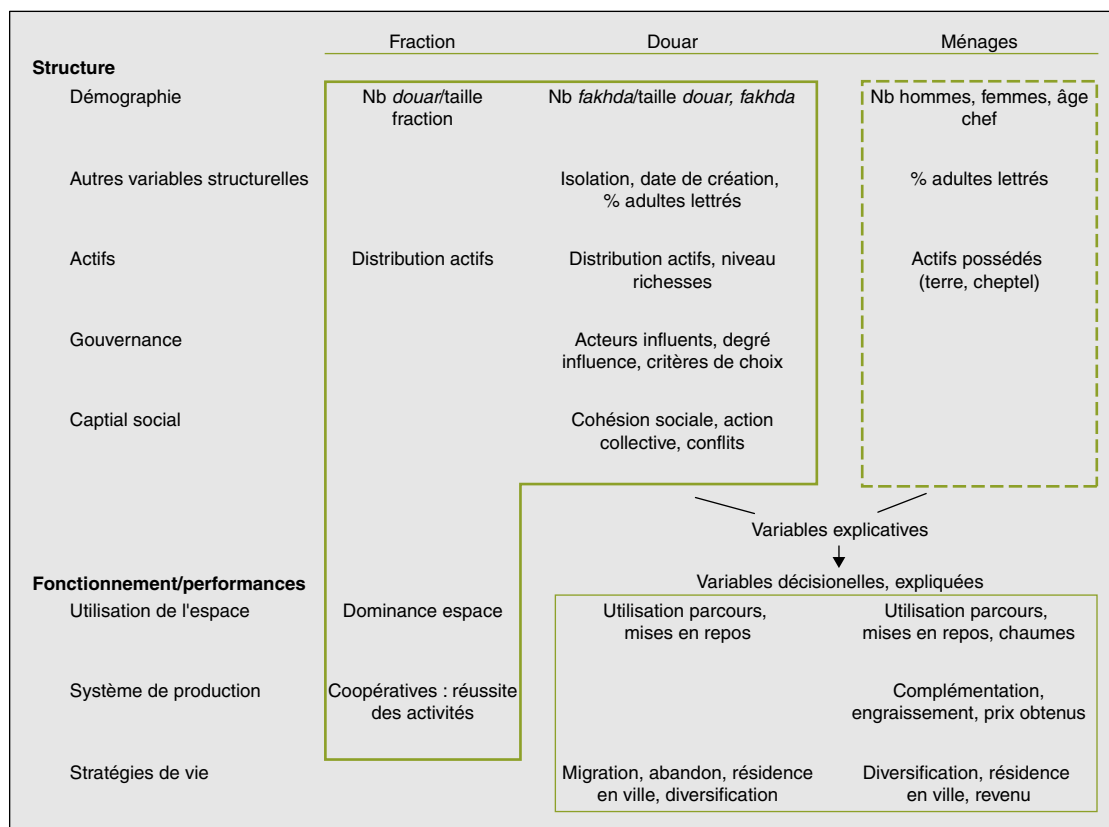 Fraction Douar Ménages
Structure
Démographie Nb douar/taille Nb fakhda/taille douar, fakhda Nb hommes, femmes, âge
fraction chef
Autres variables structurelles Isolation, date de création, % adultes lettrés
% adultes lettrés
Actifs Distribution actifs Distribution actifs, niveau Actifs possédés
richesses (terre, cheptel)
Gouvernance Acteurs influents, degré
influence, critères de choix
Captial social Cohésion sociale, action
collective, conflits
Variables explicatives
Fonctionnement/performances Variables décisionelles, expliquées
Utilisation de l'espace Dominance espace Utilisation parcours, Utilisation parcours,
mises en repos mises en repos, chaumes
Système de production Coopératives : réussite Complémentation,
des activités engraissement, prix obtenus
Stratégies de vie Migration, abandon, résidence Diversification, résidence
en ville, diversification en ville, revenu